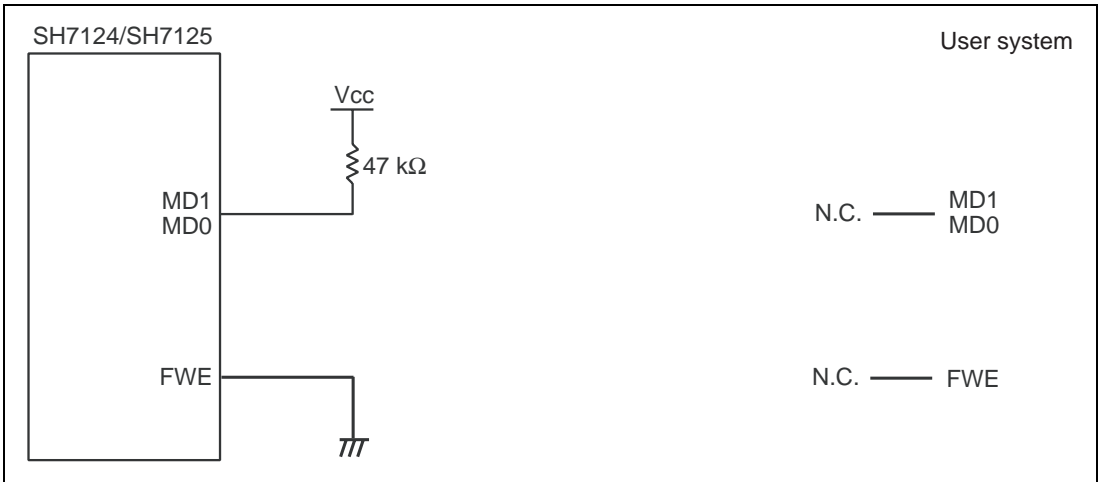 SH7124/SH7125
User system
Vcc
47 kΩ
MD1
MD0
N.C.
MD1
MD0
FWE
N.C.
FWE